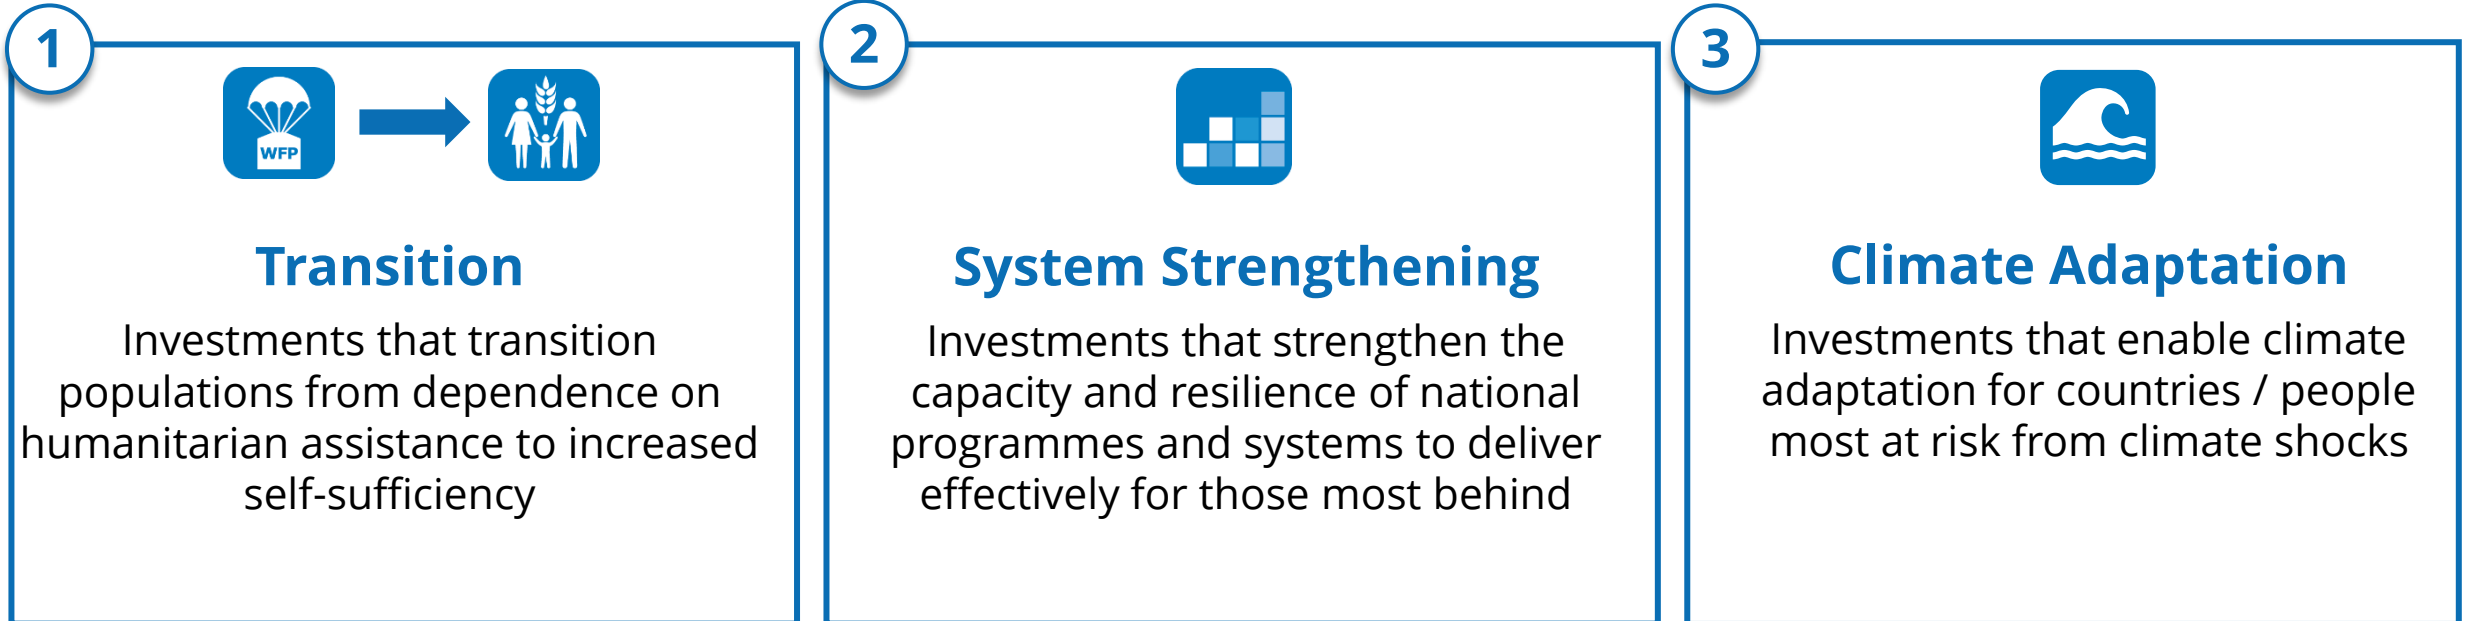 1
WFP
Transition
Investments that transition
populations from dependence on
humanitarian assistance to increased
self-sufficiency
2
System Strengthening
Investments that strengthen the
capacity and resilience of national
programmes and systems to deliver
effectively for those most behind
3
Climate Adaptation
Investments that enable climate
adaptation for countries / people
most at risk from climate shocks